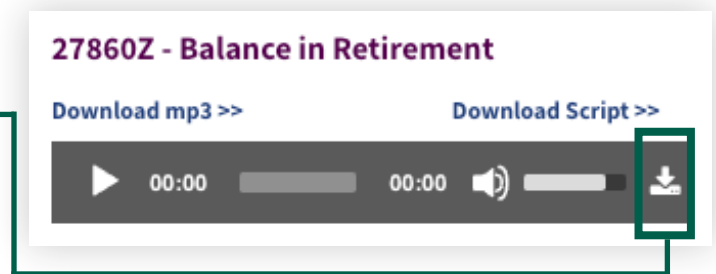 27860Z - Balance in Retirement
Download mp3 >> Download Script >>
00:00 00:00